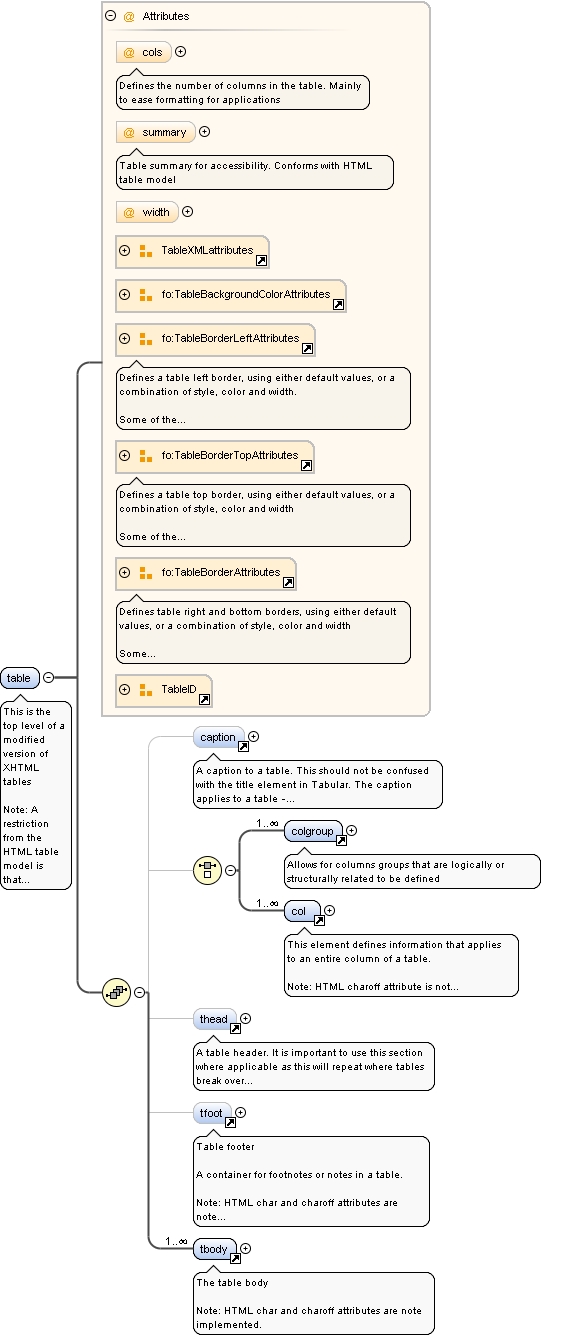 Attributes
@ cols
Defines the number of columns in the table. Mainly
to ease formatting for applications
@ summary
Table summary for accessibility. Conforms with HTML
table model
@ width
TableXMLattributes
fo:TableBackgroundColorAttributes
fo:TableBorderLeftAttributes
Defines a table left border, using either default values, or a
combination of style, color and width.
Some of the...
fo:TableBorderTopAttributes
Defines a table top border, using either default values, or a
combination of style, color and width
Some of the...
fo:TableBorderAttributes
Defines table right and bottom borders, using either default
values, or a combination of style, color and width
Some...
TableID
table
This is the
top level of a
modified
version of
XHTML
tables
Note: A
restriction
from the
HTML table
model is
that...
caption
A caption to a table. This should not be confused
with the title element in Tabular. The caption
applies to a table -...
1..∞
colgroup
Allows for columns groups that are logically or
structurally related to be defined
1..∞
col
This element defines information that applies
to an entire column of a table.
Note: HTML charoff attribute is not...
thead
A table header. It is important to use this section
where applicable as this will repeat where tables
break over...
tfoot
Table footer
A container for footnotes or notes in a table.
Note: HTML char and charoff attributes are
note...
1..∞
tbody
The table body
Note: HTML char and charoff attributes are note
implemented.